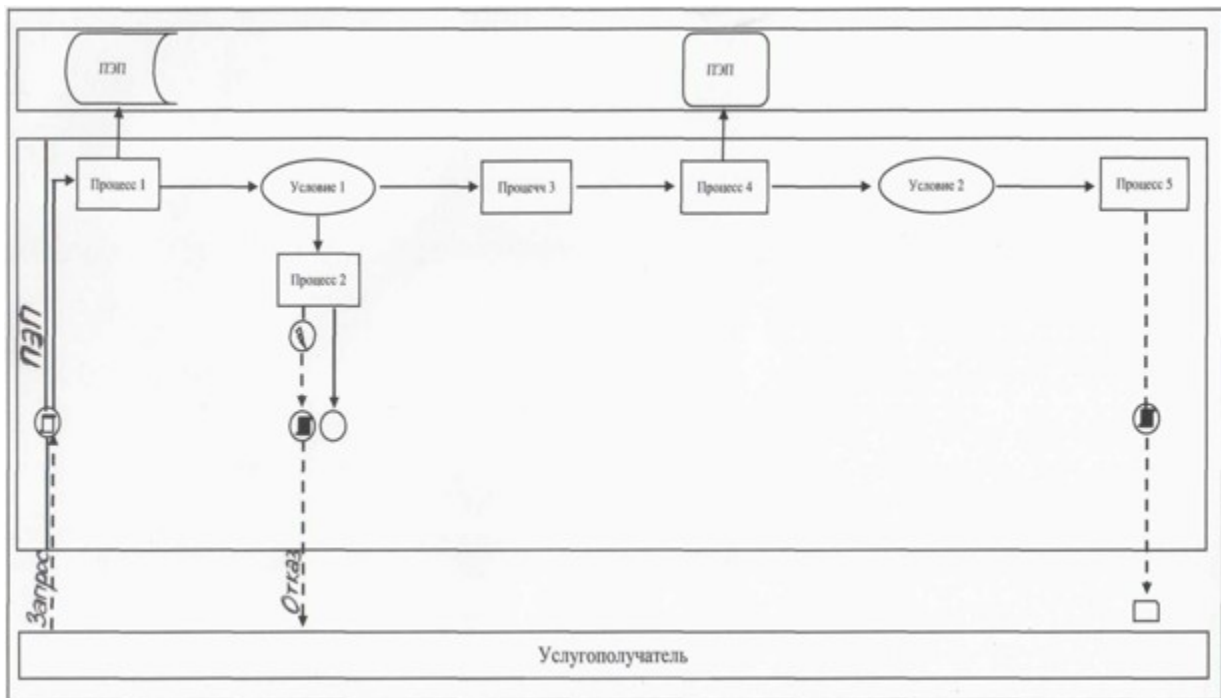 ПЭП
ПЭП
Процесс 1
Условие 1
Процечч 3
Процесс 4
Условие 2
Процесс 5
Процесс 2
ПЭП
Запрос
Отказ
Услугополучатель